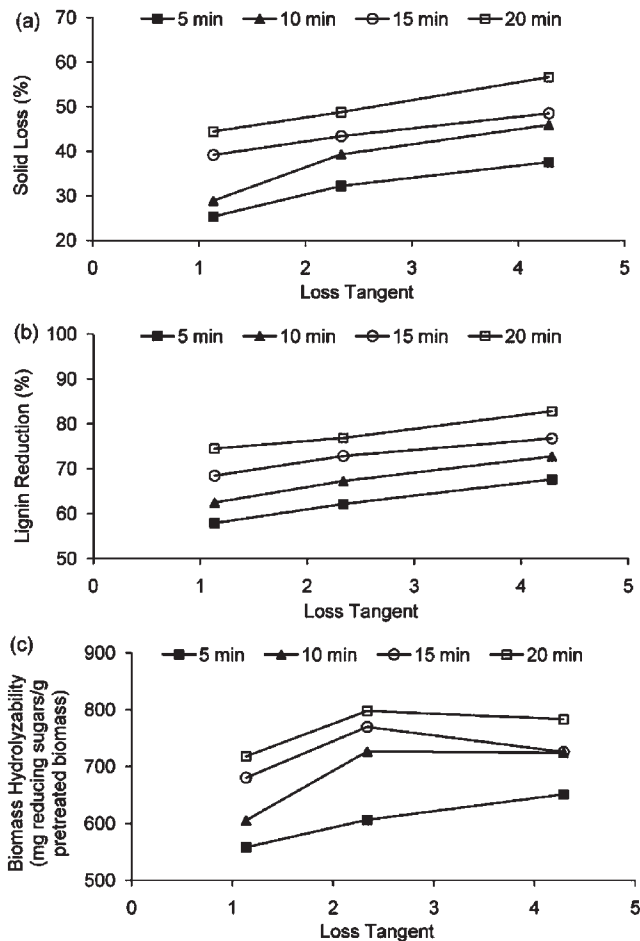 (a)
5 min 10 min 15 min 20 min
70
60
50
40
30
20
Solid Loss (%)
0 1 2 3 4 5
Loss Tangent
(b)
5 min 10 min 15 min 20 min
100
90
80
70
60
50
Lignin Reduction (%)
0 1 2 3 4 5
Loss Tangent
(c)
5 min 10 min 15 min 20 min
900
800
700
600
500
Biomass Hydrolyzability
(mg reducing sugars/g
pretreated biomass)
0 1 2 3 4 5
Loss Tangent